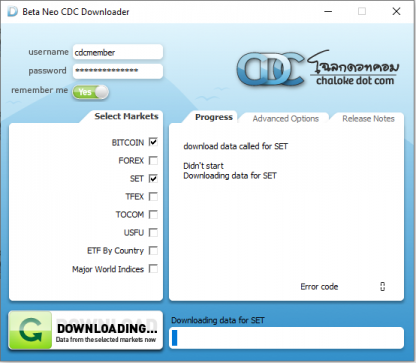 Beta Neo CDC Downloader
username cdcmember
password **************
remember me Yes
CDC โฉลกดอทคอม
chaloke dot com
Select Markets
BITCOIN
FOREX
SET
TFEX
TOCOM
USFU
ETF By Country
Major World Indices
Progress Advanced Options Release Notes
download data called for SET
Didn't start
Downloading data for SET
Error code 0
DOWNLOADING...
Data from the selected markets now
Downloading data for SET